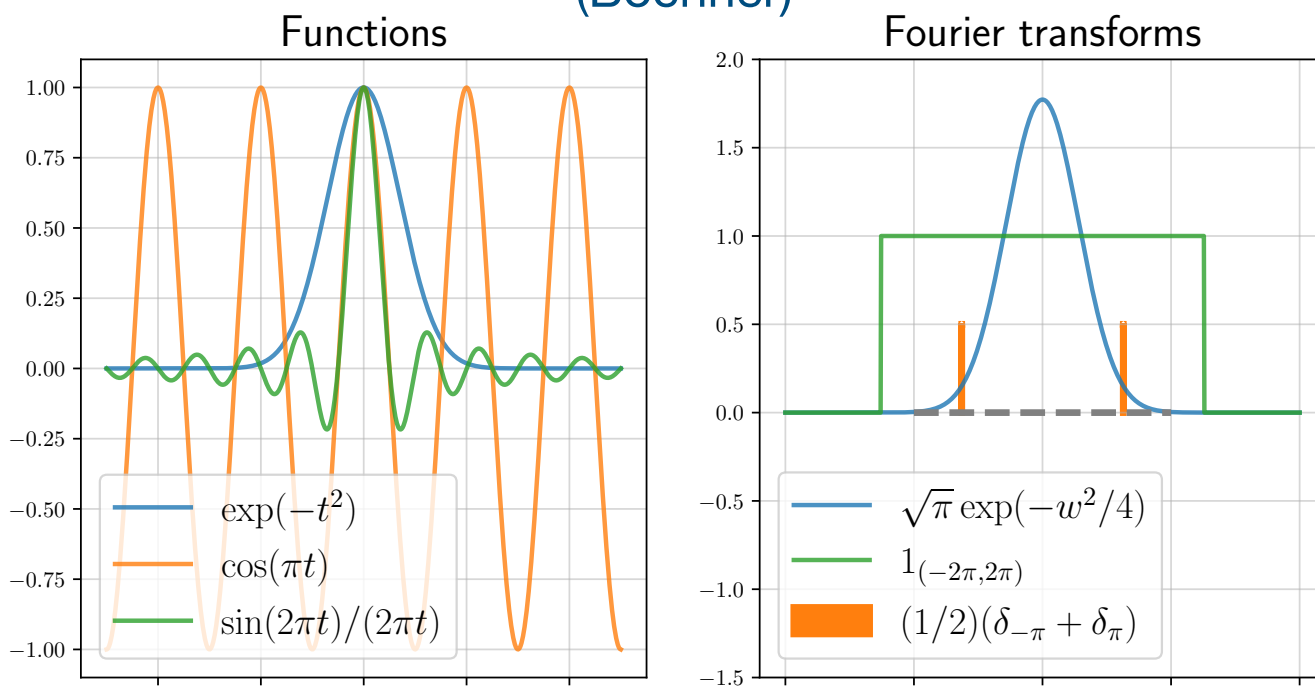 (Bochner)
Functions
1.00
0.75
0.50
0.25
0.00
−0.25
−0.50
−0.75
−1.00
exp(−t²)
cos(πt)
sin(2πt)/(2πt)
Fourier transforms
2.0
1.5
1.0
0.5
0.0
−0.5
−1.0
−1.5
√π exp(−w²/4)
1₍₋₂π,₂π₎
(1/2)(δ₋π + δπ)